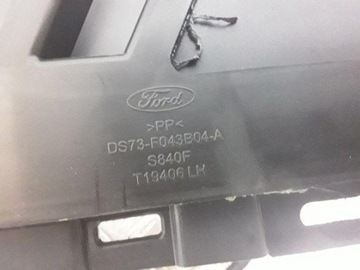 Ford
>PP<
DS73-F043B04-A
S840F
T19406 LH